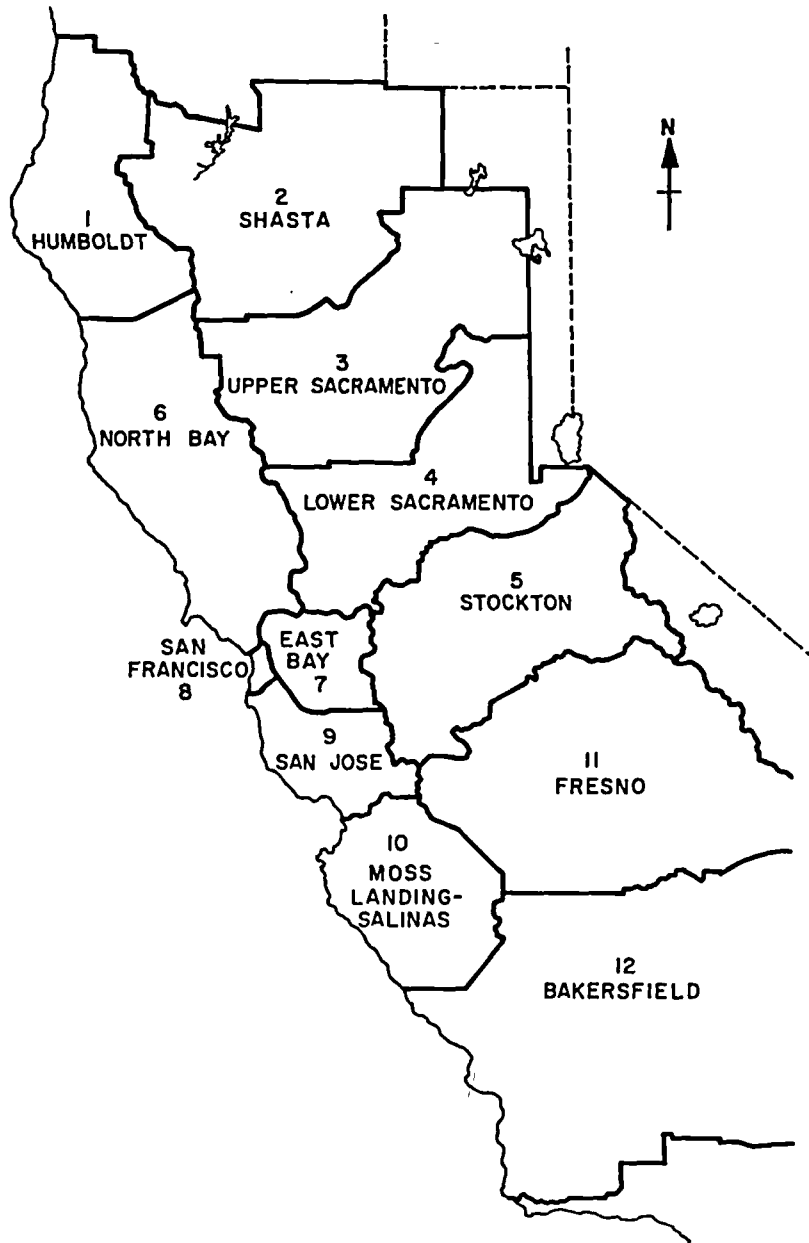 N
1
HUMBOLDT
2
SHASTA
3
UPPER SACRAMENTO
6
NORTH BAY
4
LOWER SACRAMENTO
5
STOCKTON
SAN
FRANCISCO
8
EAST
BAY
7
9
SAN JOSE
11
FRESNO
10
MOSS
LANDING-
SALINAS
12
BAKERSFIELD